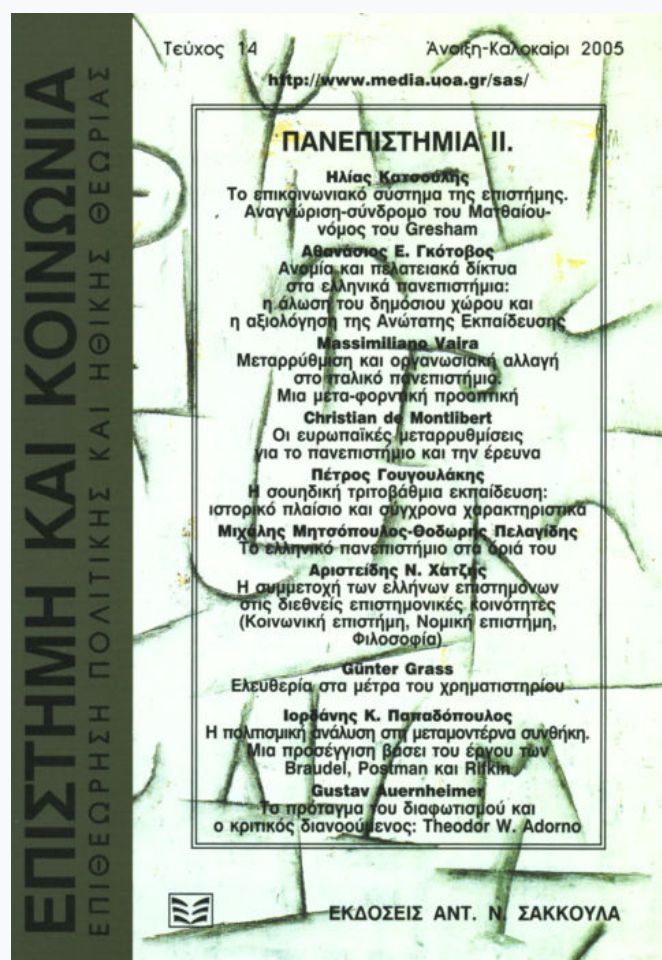 ΕΠΙΣΤΗΜΗ ΚΑΙ ΚΟΙΝΩΝΙΑ
ΕΠΙΘΕΩΡΗΣΗ ΠΟΛΙΤΙΚΗΣ ΚΑΙ ΗΘΙΚΗΣ ΘΕΩΡΙΑΣ
Τεύχος 14 Άνοιξη-Καλοκαίρι 2005
http://www.media.uoa.gr/sas/
ΠΑΝΕΠΙΣΤΗΜΙΑ ΙΙ.
Ηλίας Κατσούλης
Το επικοινωνιακό σύστημα της επιστήμης.
Αναγνώριση-σύνδρομο του Ματθαίου-
νόμος του Gresham
Αθανάσιος Ε. Γκότοβος
Ανομία και πελατειακά δίκτυα
στα ελληνικά πανεπιστήμια:
η άλωση του δημόσιου χώρου και
η αξιολόγηση της Ανώτατης Εκπαίδευσης
Massimiliano Vaira
Μεταρρύθμιση και οργανωσιακή αλλαγή
στο ιταλικό πανεπιστήμιο.
Μια μετα-φορντική προοπτική
Christian de Montlibert
Οι ευρωπαϊκές μεταρρυθμίσεις
για το πανεπιστήμιο και την έρευνα
Πέτρος Γουγουλάκης
Η σουηδική τριτοβάθμια εκπαίδευση:
ιστορικό πλαίσιο και σύγχρονα χαρακτηριστικά
Μιχάλης Μητσόπουλος-Θοδωρής Πελαγίδης
Το ελληνικό πανεπιστήμιο στα όριά του
Αριστείδης Ν. Χατζής
Η συμμετοχή των ελλήνων επιστημόνων
στις διεθνείς επιστημονικές κοινότητες
(Κοινωνική επιστήμη, Νομική επιστήμη,
Φιλοσοφία)
Günter Grass
Ελευθερία στα μέτρα του χρηματιστηρίου
Ιορδάνης Κ. Παπαδόπουλος
Η πολιτισμική ανάλυση στη μεταμοντέρνα συνθήκη.
Μια προσέγγιση βάσει του έργου των
Braudel, Postman και Rifkin.
Gustav Auernheimer
Το πρόταγμα του διαφωτισμού και
ο κριτικός διανοούμενος: Theodor W. Adorno
ΕΚΔΟΣΕΙΣ ΑΝΤ. Ν. ΣΑΚΚΟΥΛΑ